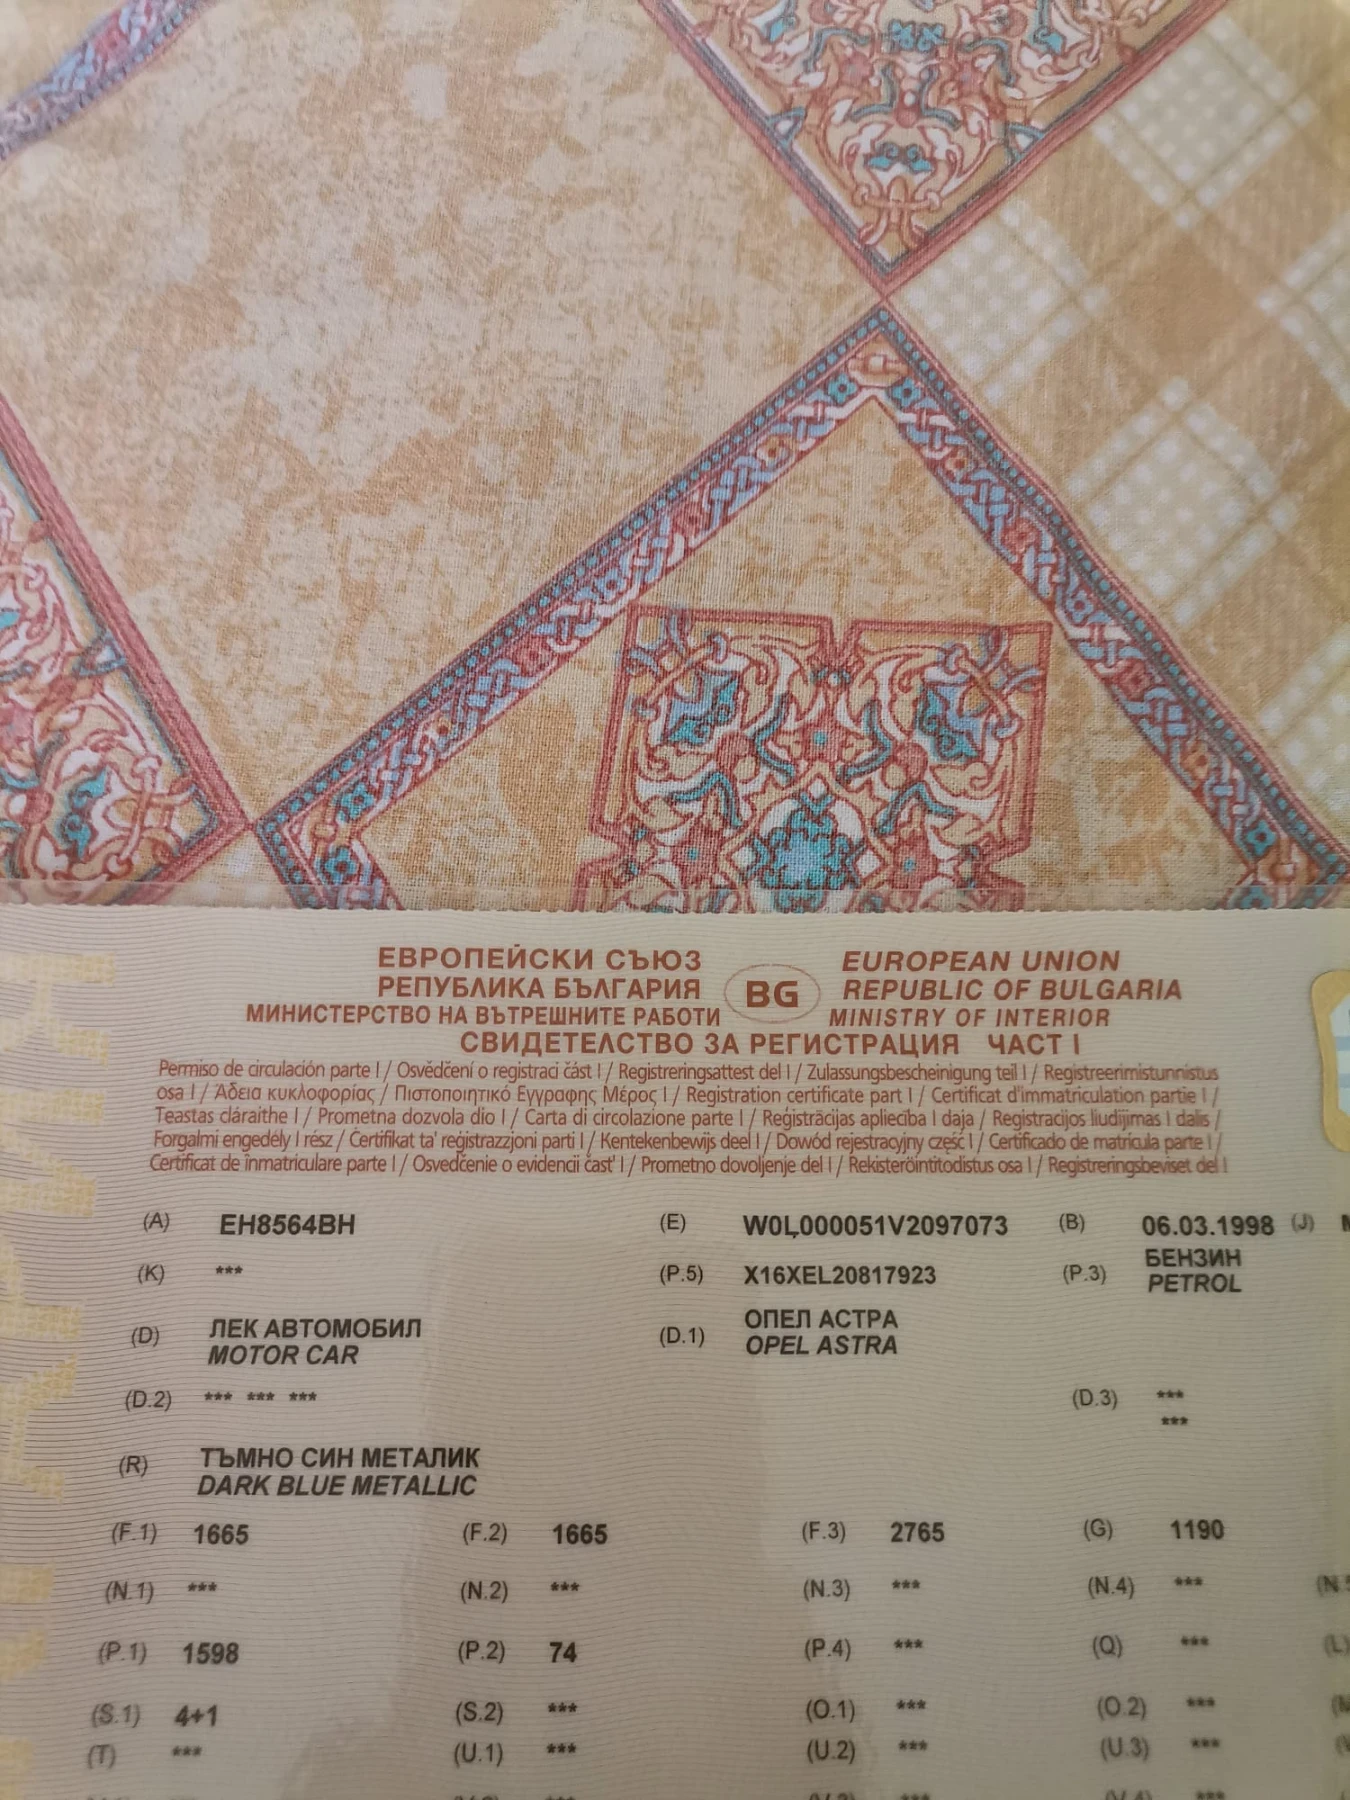 ЕВРОПЕЙСКИ СЪЮЗ
РЕПУБЛИКА БЪЛГАРИЯ
МИНИСТЕРСТВО НА ВЪТРЕШНИТЕ РАБОТИ
BG
EUROPEAN UNION
REPUBLIC OF BULGARIA
MINISTRY OF INTERIOR
СВИДЕТЕЛСТВО ЗА РЕГИСТРАЦИЯ ЧАСТ I
Permiso de circulación parte I / Osvědčení o registraci část I / Registreringsattest del I / Zulassungsbescheinigung teil I / Registreerimistunnistus
osa I / Άδεια κυκλοφορίας / Πιστοποιητικό Εγγραφης Μέρος I / Registration certificate part I / Certificat d'immatriculation partie I /
Teastas cláraithe I / Prometna dozvola dio I / Carta di circolazione parte I / Reģistrācijas apliecība I daļa / Registracijos liudijimas I dalis /
Forgalmi engedély I rész / Ċertifikat ta' reġistrazzjoni parti I / Kentekenbewijs deel I / Dowód rejestracyjny część I / Certificado de matrícula parte I /
Certificat de înmatriculare parte I / Osvedčenie o evidencii časť I / Prometno dovoljenje del I / Rekisteröintitodistus osa I / Registreringsbeviset del I
(A) EH8564BH (E) W0L000051V2097073 (B) 06.03.1998 (J)
(K) *** (P.5) X16XEL20817923 (P.3) БЕНЗИН
PETROL
(D) ЛЕК АВТОМОБИЛ (D.1) ОПЕЛ АСТРА
MOTOR CAR OPEL ASTRA
(D.2) *** *** *** (D.3) ***
***
(R) ТЪМНО СИН МЕТАЛИК
DARK BLUE METALLIC
(F.1) 1665 (F.2) 1665 (F.3) 2765 (G) 1190
(N.1) *** (N.2) *** (N.3) *** (N.4) ***
(P.1) 1598 (P.2) 74 (P.4) *** (Q) *** (L)
(S.1) 4+1 (S.2) *** (O.1) *** (O.2) ***
(T) *** (U.1) *** (U.2) *** (U.3) ***